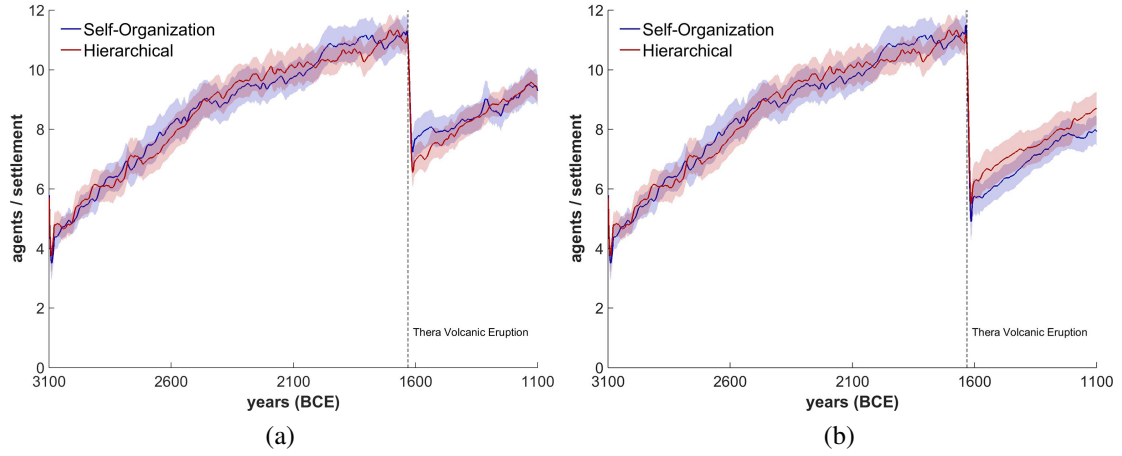 12
10
8
6
4
2
0
agents / settlement
Self-Organization
Hierarchical
Thera Volcanic Eruption
3100 2600 2100 1600 1100
years (BCE)
(a)
12
10
8
6
4
2
0
agents / settlement
Self-Organization
Hierarchical
Thera Volcanic Eruption
3100 2600 2100 1600 1100
years (BCE)
(b)